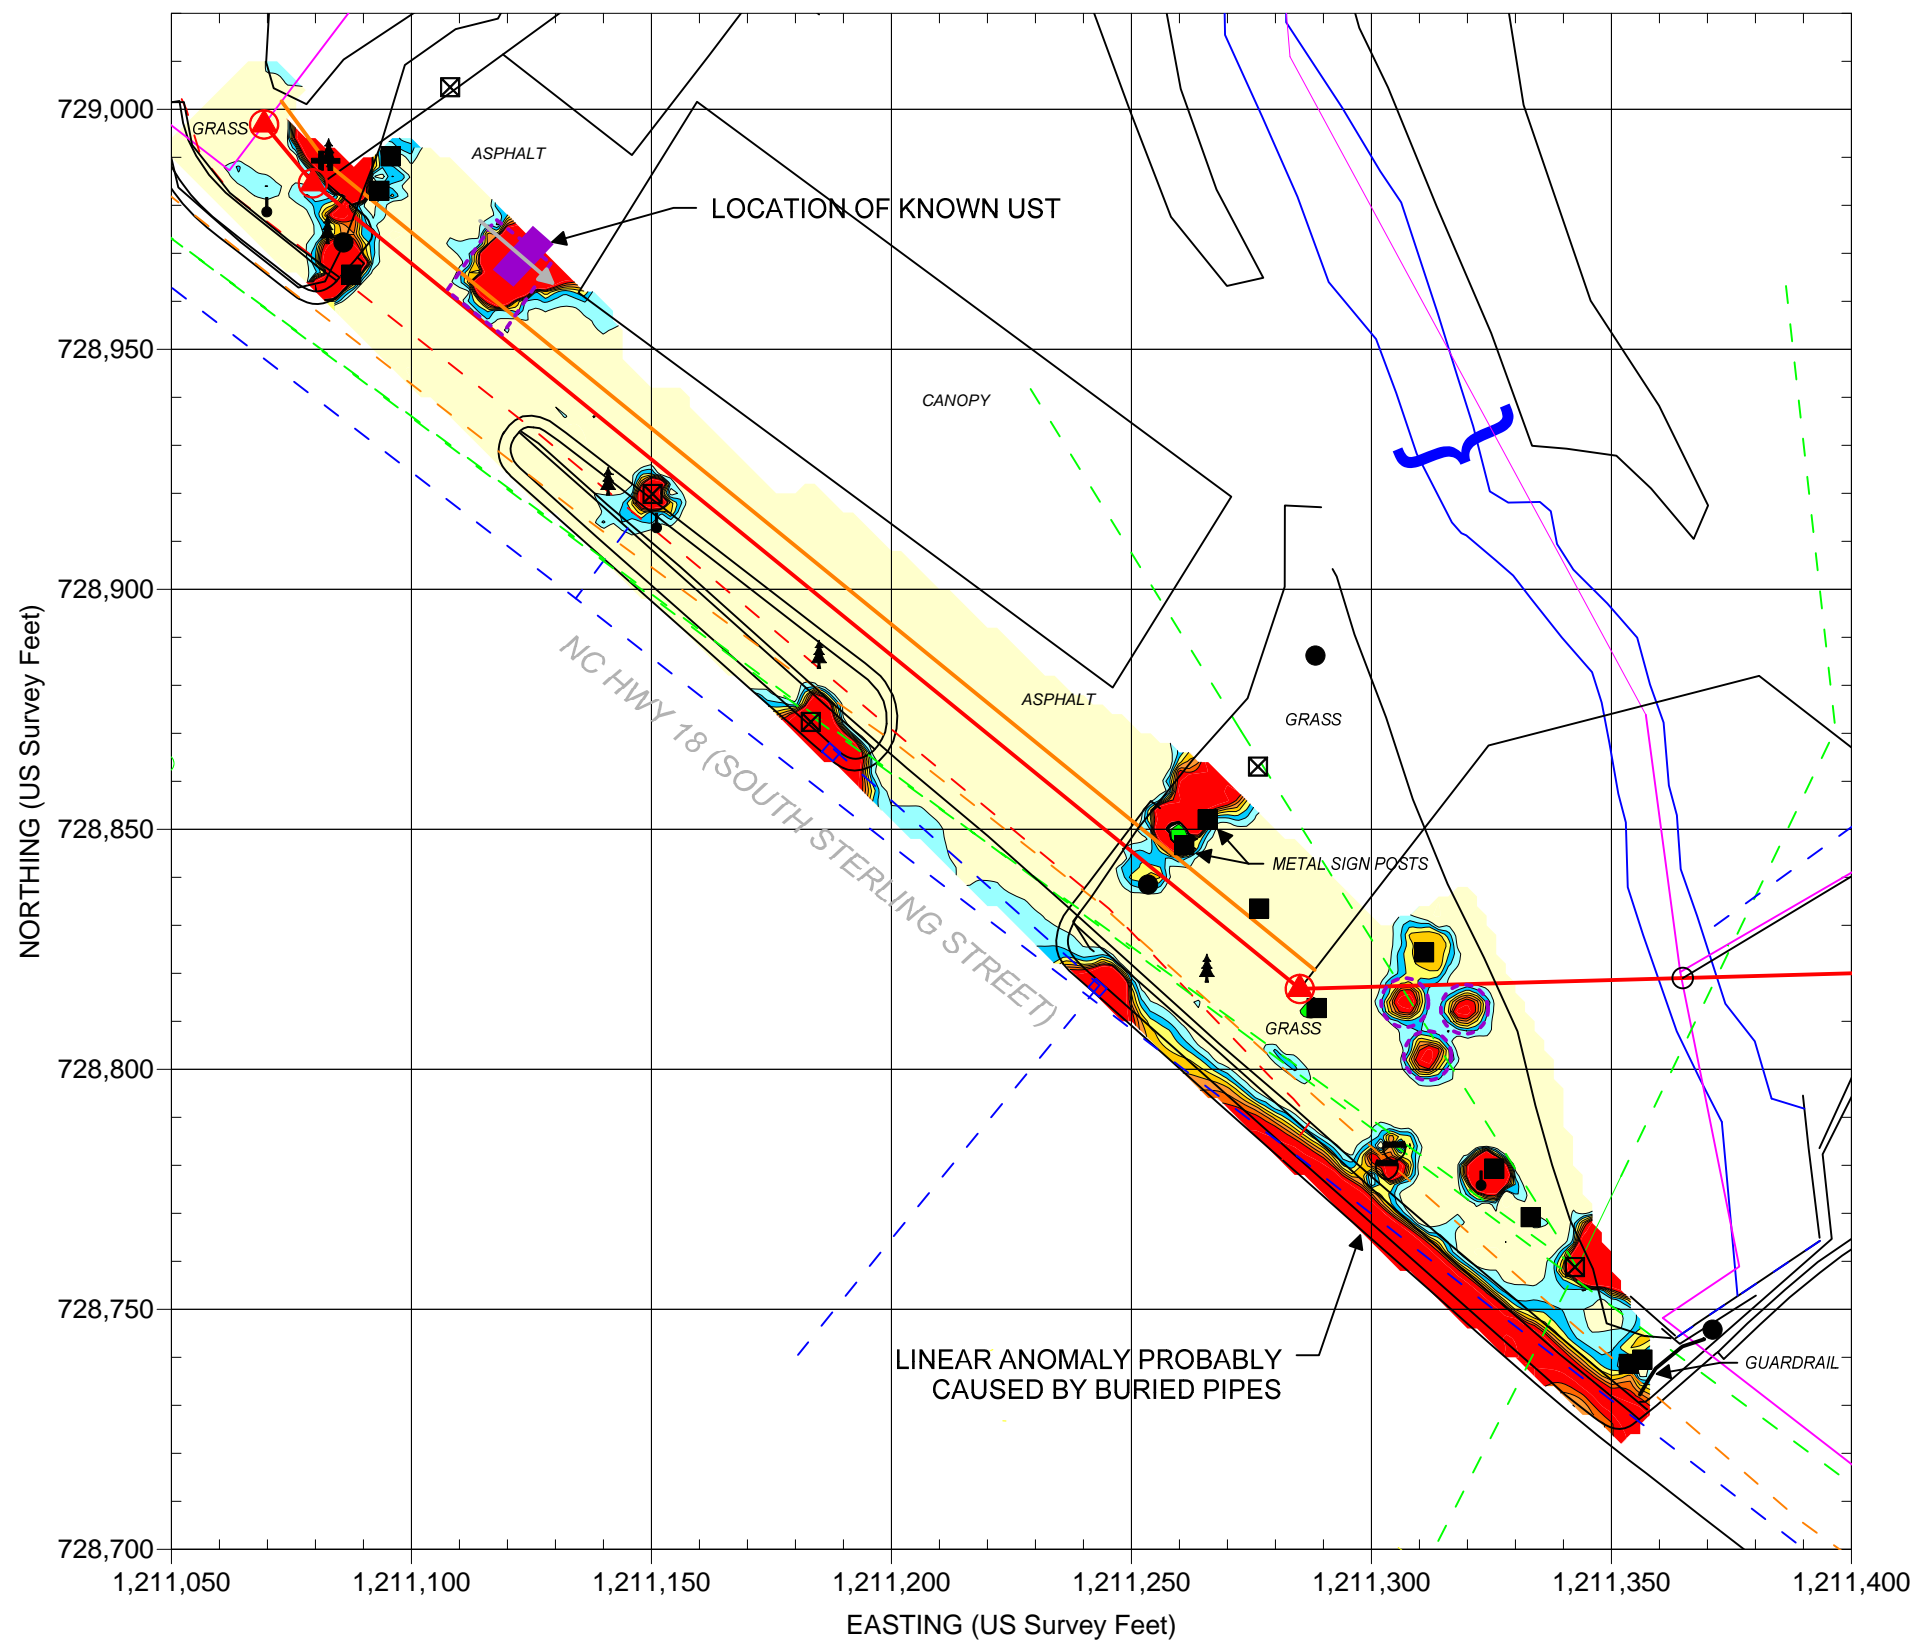 729,000
728,950
728,900
728,850
728,800
728,750
728,700
NORTHING (US Survey Feet)
GRASS
ASPHALT
LOCATION OF KNOWN UST
CANOPY
NC HWY 18 (SOUTH STERLING STREET)
ASPHALT
GRASS
METAL SIGN POSTS
GRASS
LINEAR ANOMALY PROBABLY
CAUSED BY BURIED PIPES
GUARDRAIL
1,211,050
1,211,100
1,211,150
1,211,200
1,211,250
1,211,300
1,211,350
1,211,400
EASTING (US Survey Feet)